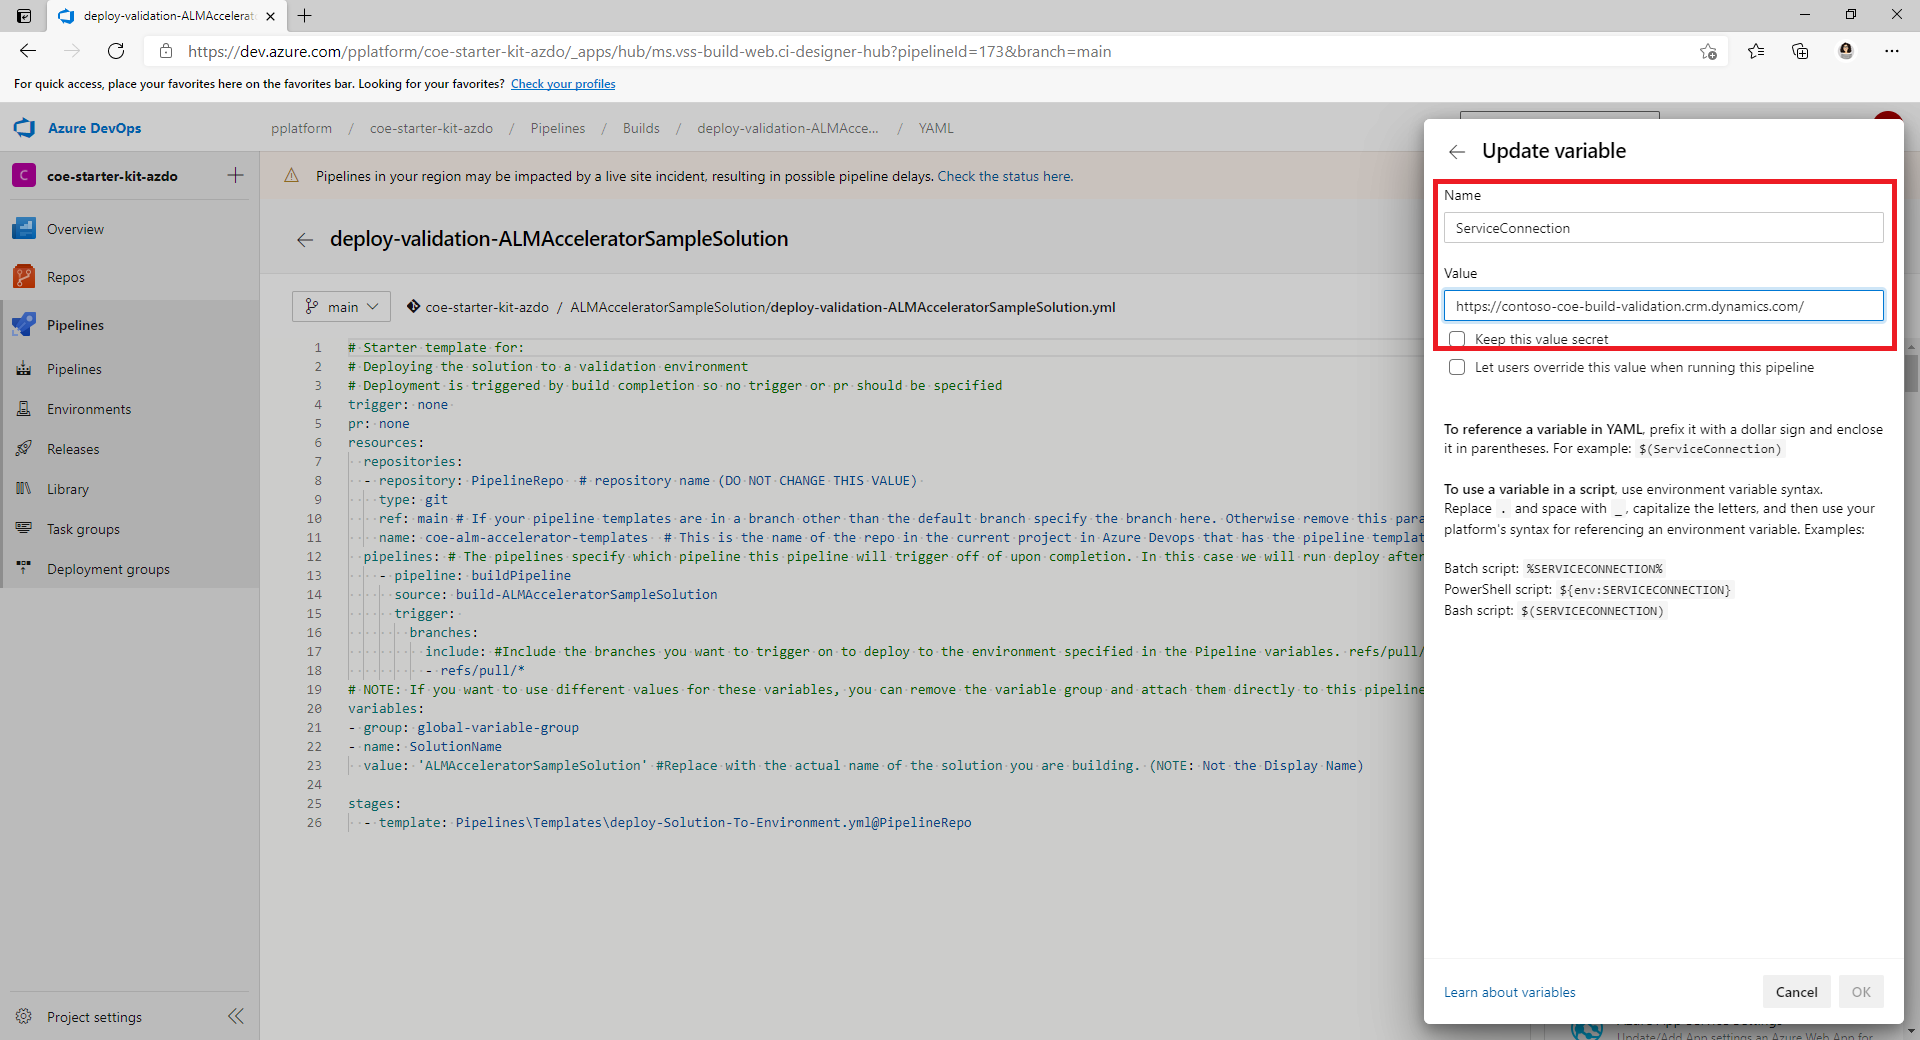 deploy-validation-ALMAccelerat
https://dev.azure.com/pplatform/coe-starter-kit-azdo/_apps/hub/ms.vss-build-web.ci-designer-hub?pipelineId=173&branch=main
For quick access, place your favorites here on the favorites bar. Looking for your favorites? Check your profiles
Azure DevOps
pplatform / coe-starter-kit-azdo / Pipelines / Builds / deploy-validation-ALMAcce... / YAML
C coe-starter-kit-azdo
Overview
Repos
Pipelines
Pipelines
Environments
Releases
Library
Task groups
Deployment groups
Project settings
Pipelines in your region may be impacted by a live site incident, resulting in possible pipeline delays. Check the status here.
deploy-validation-ALMAcceleratorSampleSolution
main coe-starter-kit-azdo / ALMAcceleratorSampleSolution/deploy-validation-ALMAcceleratorSampleSolution.yml
1 # Starter template for:
2 # Deploying the solution to a validation environment
3 # Deployment is triggered by build completion so no trigger or pr should be specified
4 trigger: none
5 pr: none
6 resources:
7 repositories:
8 - repository: PipelineRepo # repository name (DO NOT CHANGE THIS VALUE)
9 type: git
10 ref: main # If your pipeline templates are in a branch other than the default branch specify the branch here. Otherwise remove this para
11 name: coe-alm-accelerator-templates # This is the name of the repo in the current project in Azure Devops that has the pipeline templat
12 pipelines: # The pipelines specify which pipeline this pipeline will trigger off of upon completion. In this case we will run deploy after
13 - pipeline: buildPipeline
14 source: build-ALMAcceleratorSampleSolution
15 trigger:
16 branches:
17 include: #Include the branches you want to trigger on to deploy to the environment specified in the Pipeline variables. refs/pull/
18 - refs/pull/*
19 # NOTE: If you want to use different values for these variables, you can remove the variable group and attach them directly to this pipeline
20 variables:
21 - group: global-variable-group
22 - name: SolutionName
23 value: 'ALMAcceleratorSampleSolution' #Replace with the actual name of the solution you are building. (NOTE: Not the Display Name)
24
25 stages:
26 - template: Pipelines\Templates\deploy-Solution-To-Environment.yml@PipelineRepo
Update variable
Name
ServiceConnection
Value
https://contoso-coe-build-validation.crm.dynamics.com/
Keep this value secret
Let users override this value when running this pipeline
To reference a variable in YAML, prefix it with a dollar sign and enclose
it in parentheses. For example: $(ServiceConnection)
To use a variable in a script, use environment variable syntax.
Replace . and space with _, capitalize the letters, and then use your
platform's syntax for referencing an environment variable. Examples:
Batch script: %SERVICECONNECTION%
PowerShell script: ${env:SERVICECONNECTION}
Bash script: $(SERVICECONNECTION)
Learn about variables
Cancel
OK
Azure App Service Settings
Update/Add App settings an Azure Web App for